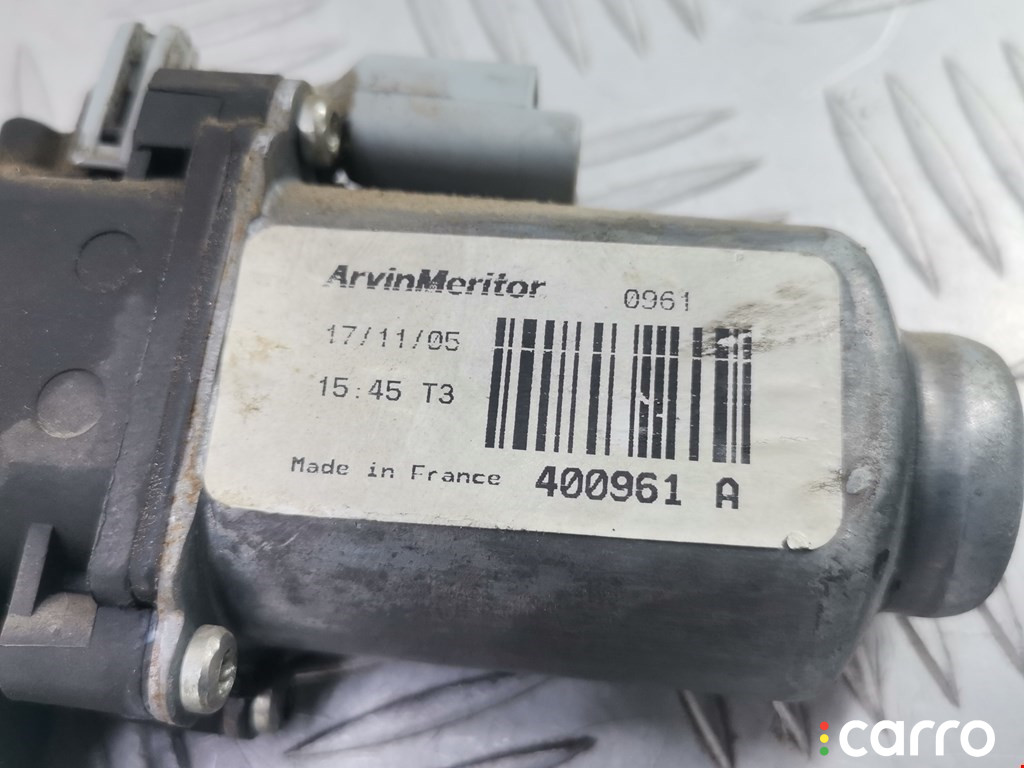 ArvinMeritor 0961
17/11/05
15:45 T3
Made in France 400961 A
carro